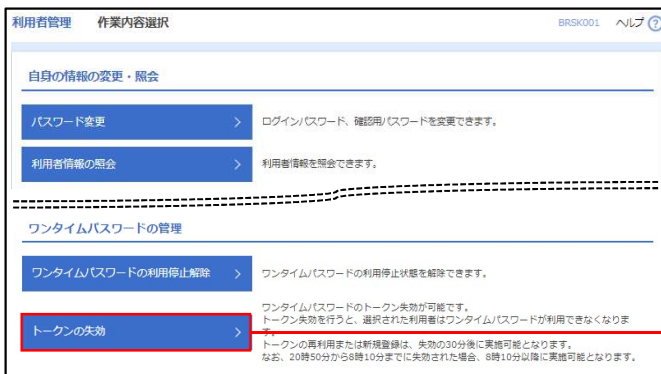 利用者管理 作業内容選択 BRSK001 ヘルプ ?
自身の情報の変更・照会
パスワード変更 > ログインパスワード、確認用パスワードを変更できます。
利用者情報の照会 > 利用者情報を照会できます。
ワンタイムパスワードの管理
ワンタイムパスワードの利用停止解除 > ワンタイムパスワードの利用停止状態を解除できます。
ワンタイムパスワードのトークン失効が可能です。
トークン失効を行うと、選択された利用者はワンタイムパスワードが利用できなくなりま
す。
トークンの失効 >
トークンの再利用または新規登録は、失効の30分後に実施可能となります。
なお、20時50分から8時10分までに失効された場合、8時10分以降に実施可能となります。